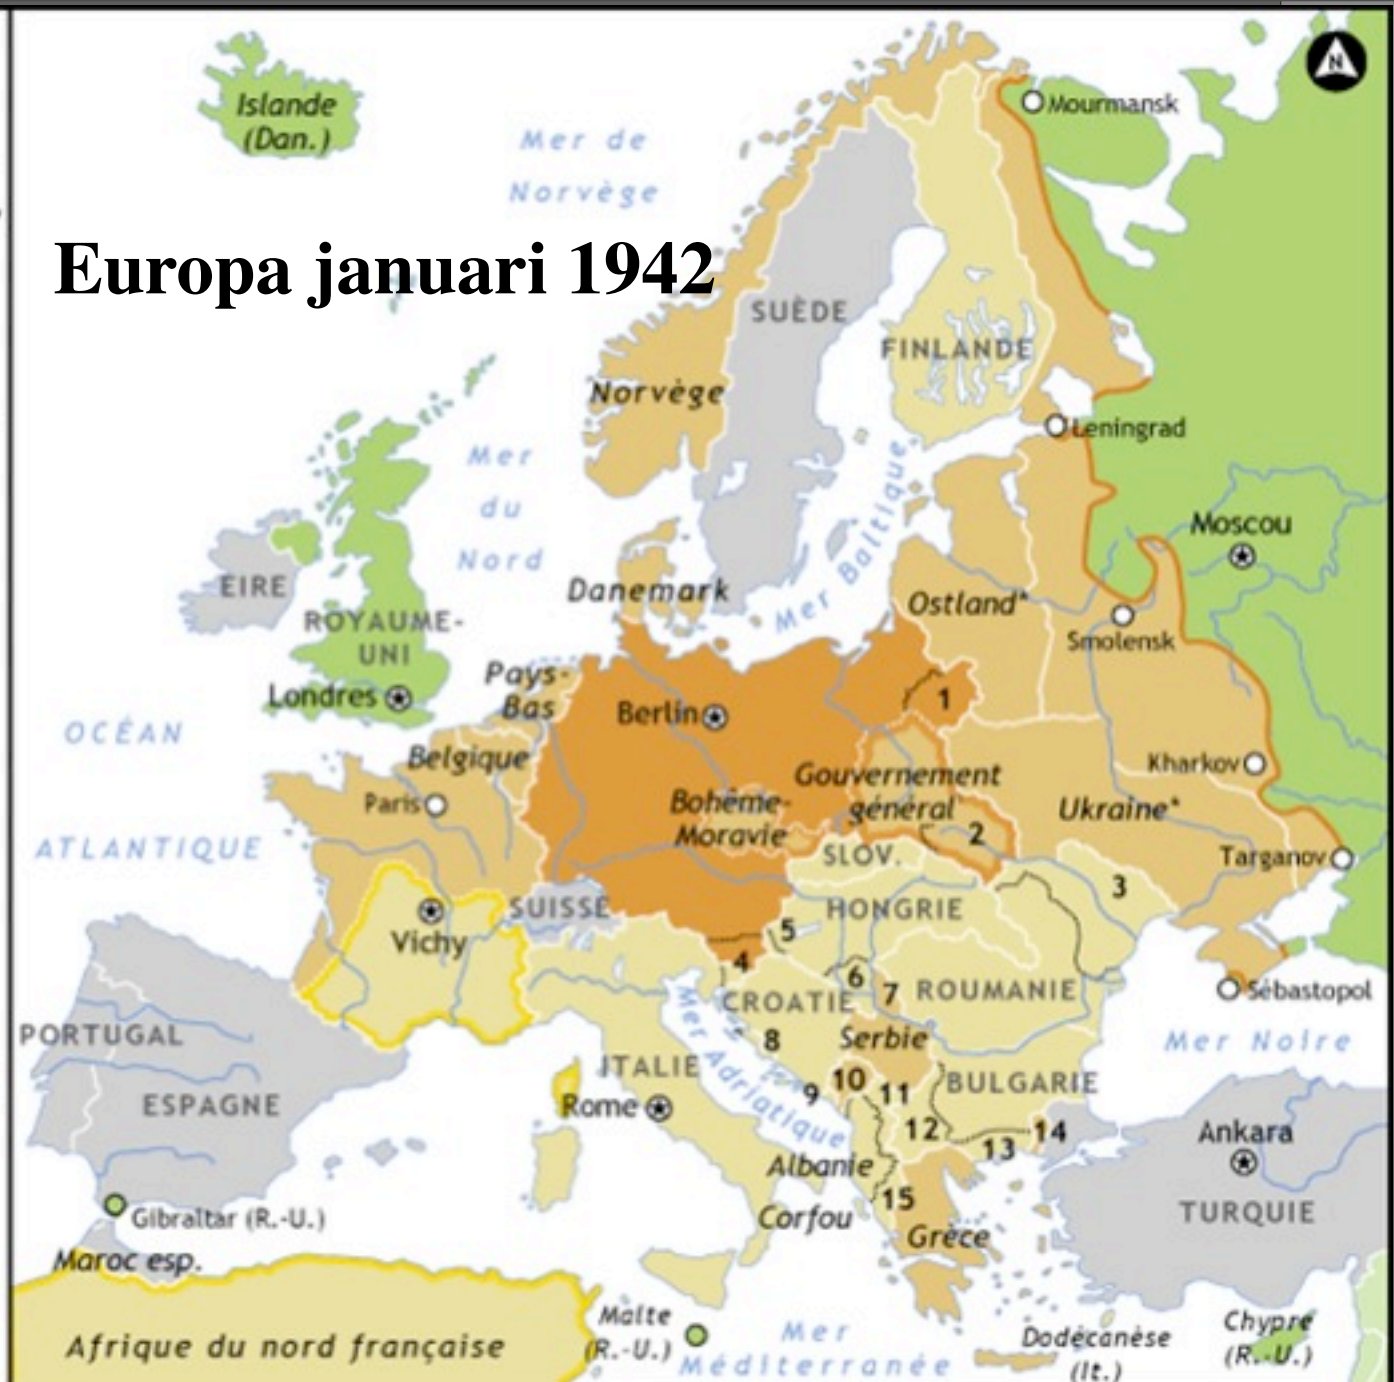 N
Islande
(Dan.)
Mourmansk
Mer de
Norvège
Europa januari 1942
SUÈDE
FINLANDE
Norvège
Leningrad
Mer
du
Nord
Mer Baltique
Moscou
EIRE
Danemark
Ostland*
ROYAUME-
UNI
Smolensk
Pays-
Bas
Londres
Berlin
1
OCÉAN
ATLANTIQUE
Belgique
Paris
Gouvernement
général
Bohême-
Moravie
2
Kharkov
Ukraine*
SLOV.
Targanov
3
SUISSE
HONGRIE
Vichy
5
4
6
7
CROATIE
ROUMANIE
Sébastopol
Mer Adriatique
8
Serbie
Mer Noire
PORTUGAL
ESPAGNE
ITALIE
Rome
9
10
11
BULGARIE
12
13
14
Ankara
TURQUIE
Albanie
15
Corfou
Grèce
Gibraltar (R.-U.)
Maroc esp.
Afrique du nord française
Malte
(R.-U.)
Mer
Méditerranée
Dodécanèse
(It.)
Chypre
(R.-U.)